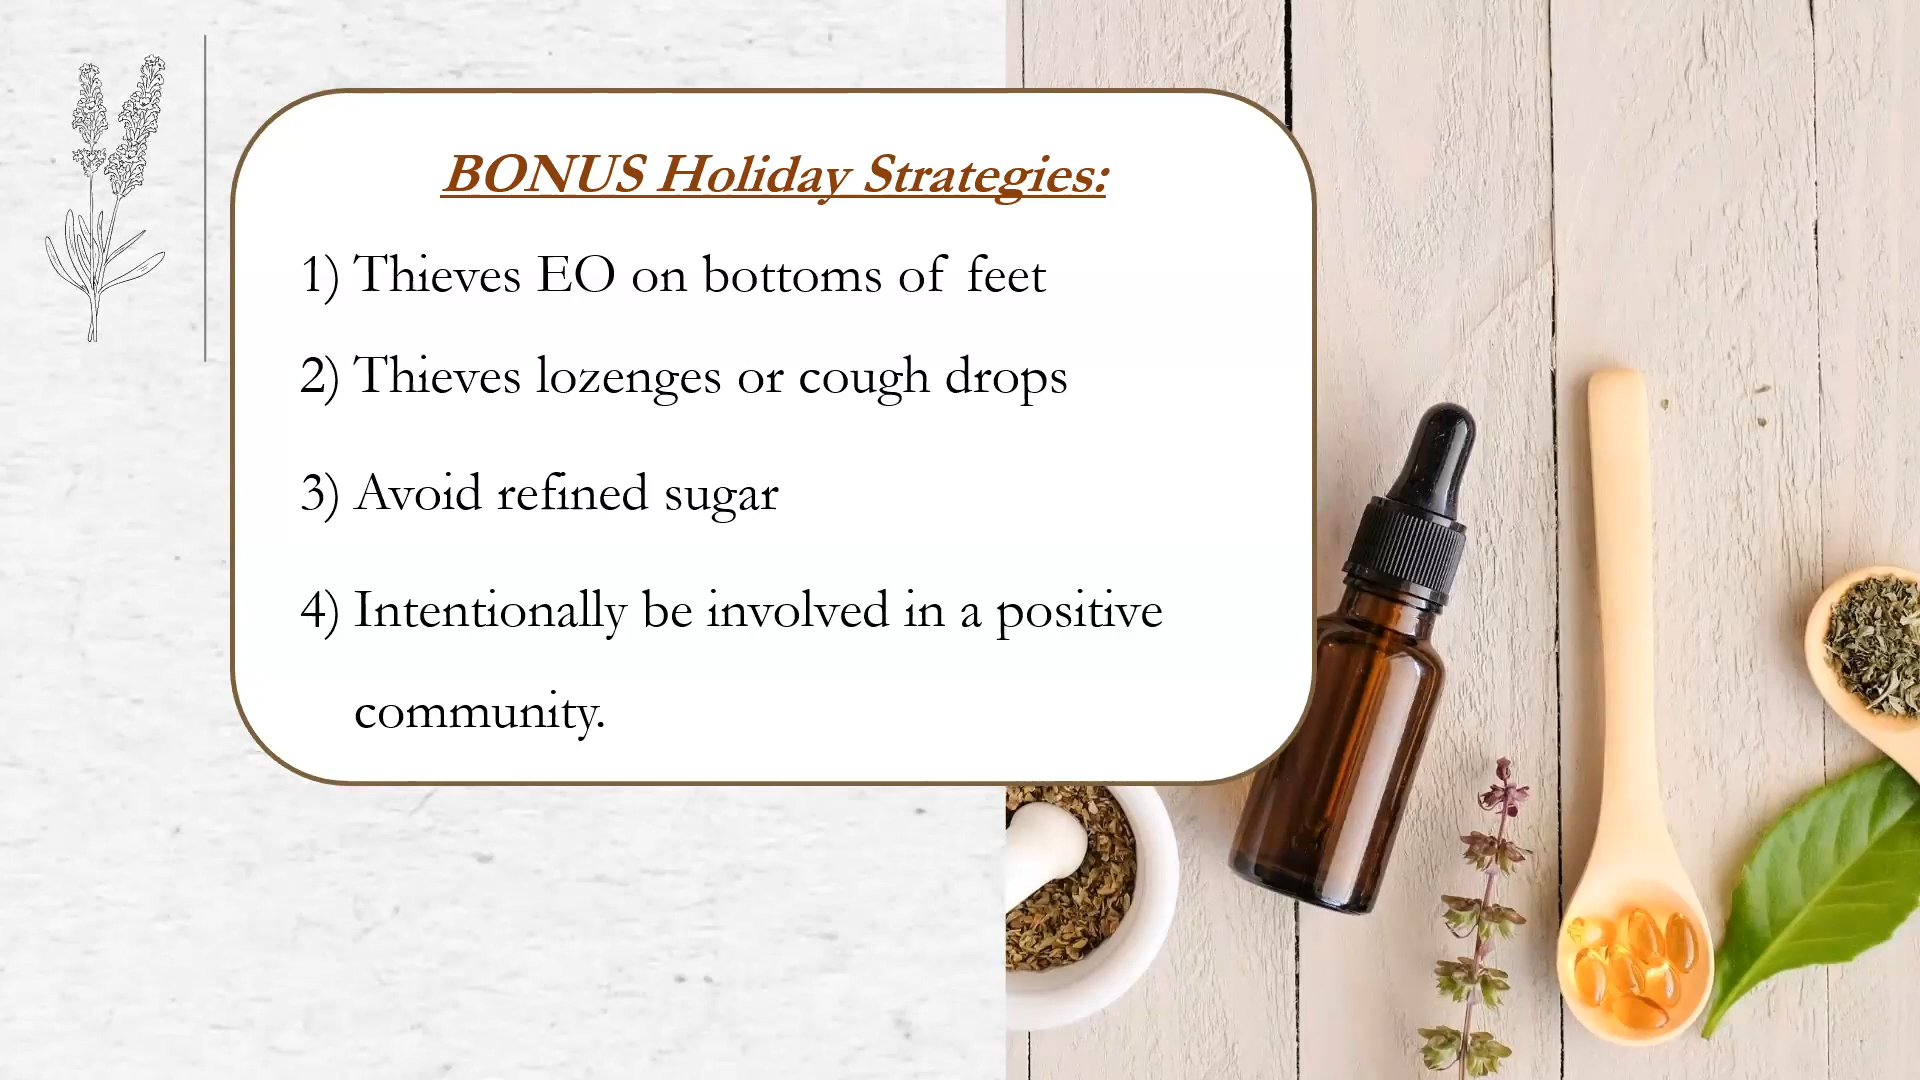 BONUS Holiday Strategies:
1) Thieves EO on bottoms of feet
2) Thieves lozenges or cough drops
3) Avoid refined sugar
4) Intentionally be involved in a positive
community.